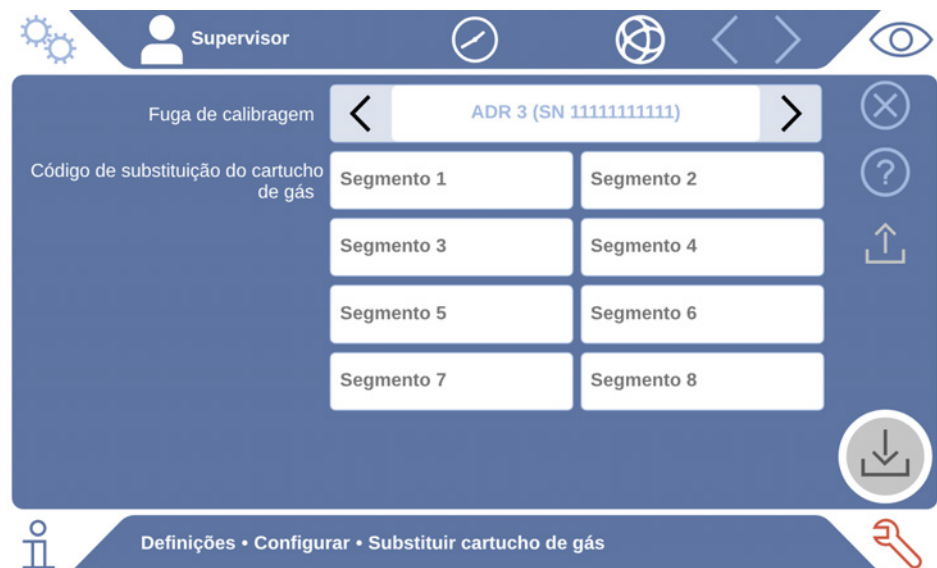 Supervisor
Fuga de calibragem
ADR 3 (SN 11111111111)
Código de substituição do cartucho
de gás
Segmento 1
Segmento 2
Segmento 3
Segmento 4
Segmento 5
Segmento 6
Segmento 7
Segmento 8
Definições • Configurar • Substituir cartucho de gás